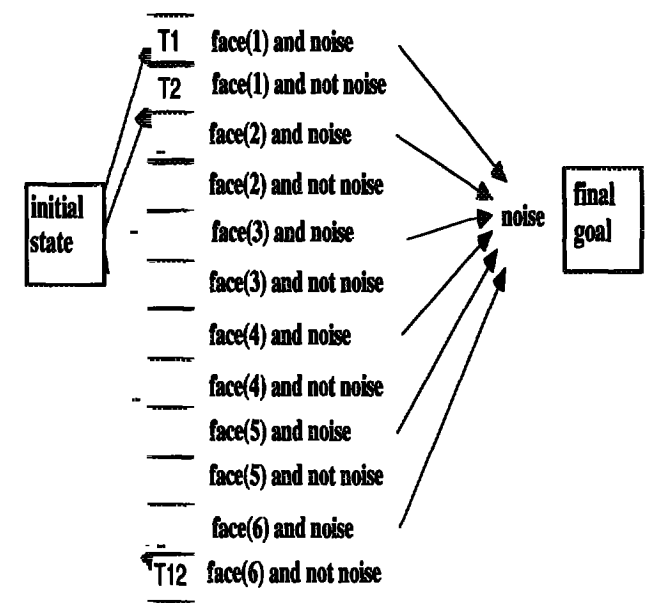 T1 face(1) and noise
T2 face(1) and not noise
face(2) and noise
face(2) and not noise
initial
state
face(3) and noise
face(3) and not noise
face(4) and noise
face(4) and not noise
face(5) and noise
face(5) and not noise
face(6) and noise
T12 face(6) and not noise
noise
final
goal